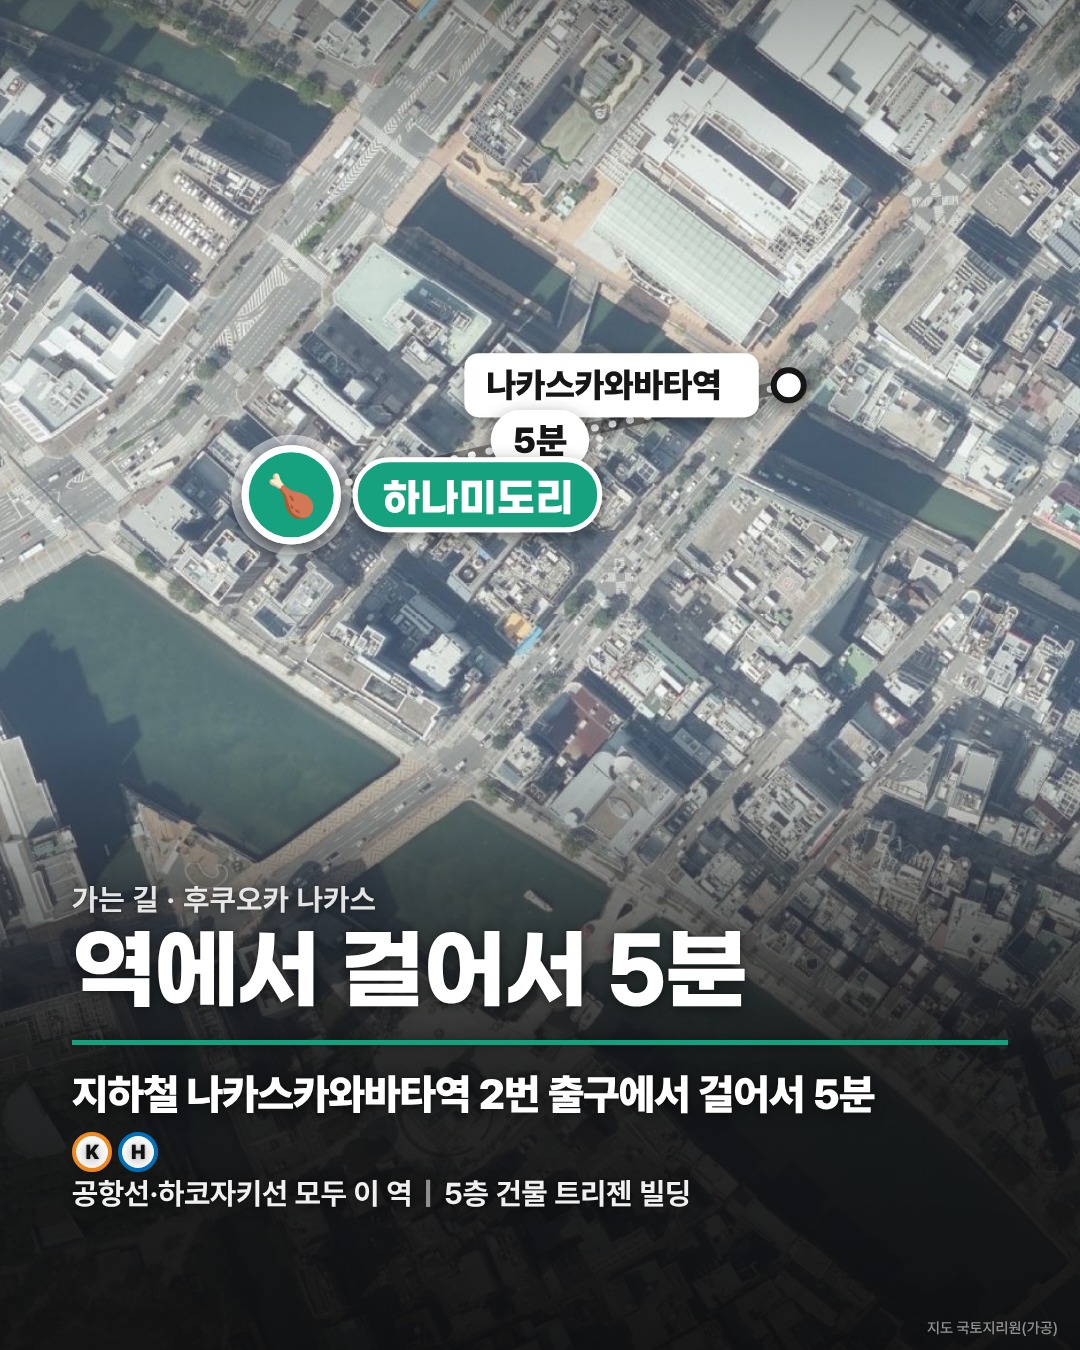 나카스카와바타역
5분
하나미도리
가는 길 · 후쿠오카 나카스
역에서 걸어서 5분
지하철 나카스카와바타역 2번 출구에서 걸어서 5분
K H
공항선·하코자키선 모두 이 역 | 5층 건물 트리젠 빌딩
지도 국토지리원(가공)